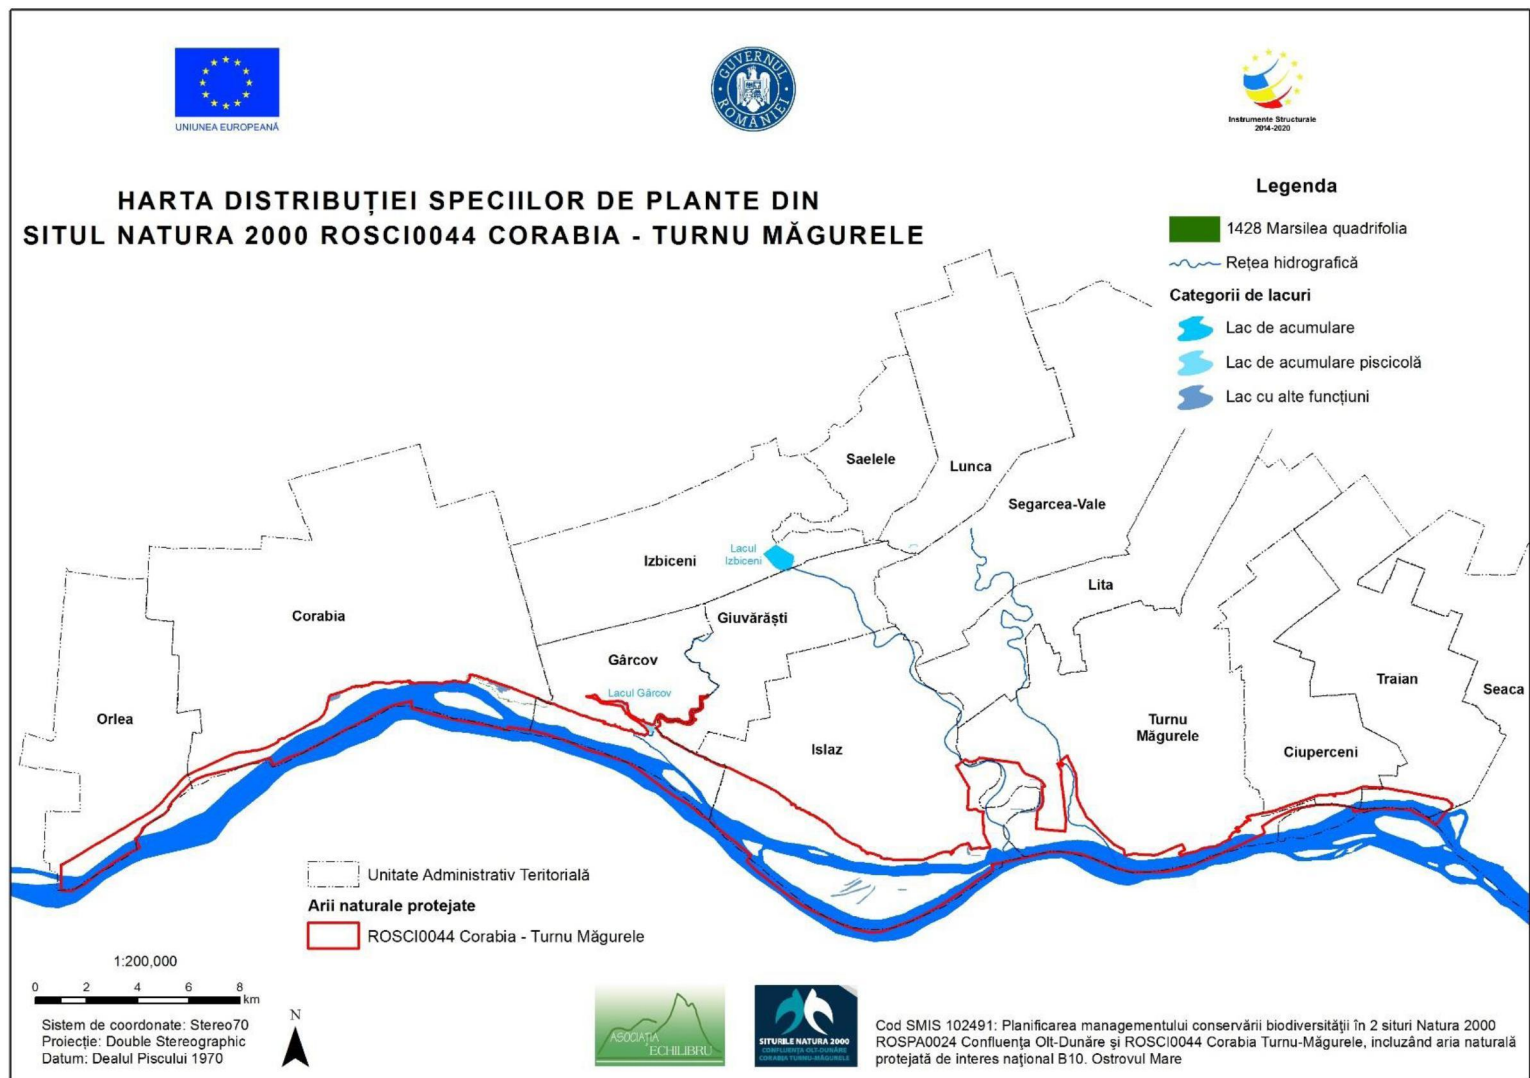 UNIUNEA EUROPEANĂ
GUVERNUL ROMÂNIEI
Instrumente Structurale
2014-2020
HARTA DISTRIBUȚIEI SPECIILOR DE PLANTE DIN
SITUL NATURA 2000 ROSCI0044 CORABIA - TURNU MĂGURELE
Legenda
1428 Marsilea quadrifolia
Rețea hidrografică
Categorii de lacuri
Lac de acumulare
Lac de acumulare piscicolă
Lac cu alte funcțiuni
Saelele
Lunca
Segarcea-Vale
Izbiceni
Lacul
Izbiceni
Lita
Corabia
Giuvărăști
Gârcov
Lacul Gârcov
Orlea
Islaz
Turnu
Măgurele
Ciuperceni
Traian
Seaca
Unitate Administrativ Teritorială
Arii naturale protejate
ROSCI0044 Corabia - Turnu Măgurele
1:200,000
0 2 4 6 8
km
N
Sistem de coordonate: Stereo70
Proiecție: Double Stereographic
Datum: Dealul Piscului 1970
ASOCIAȚIA
ECHILIBRU
SITURILE NATURA 2000
CONFLUENȚA OLT-DUNĂRE
CORABIA TURNU-MĂGURELE
Cod SMIS 102491: Planificarea managementului conservării biodiversității în 2 situri Natura 2000
ROSPA0024 Confluența Olt-Dunăre și ROSCI0044 Corabia Turnu-Măgurele, incluzând aria naturală
protejată de interes național B10. Ostrovul Mare